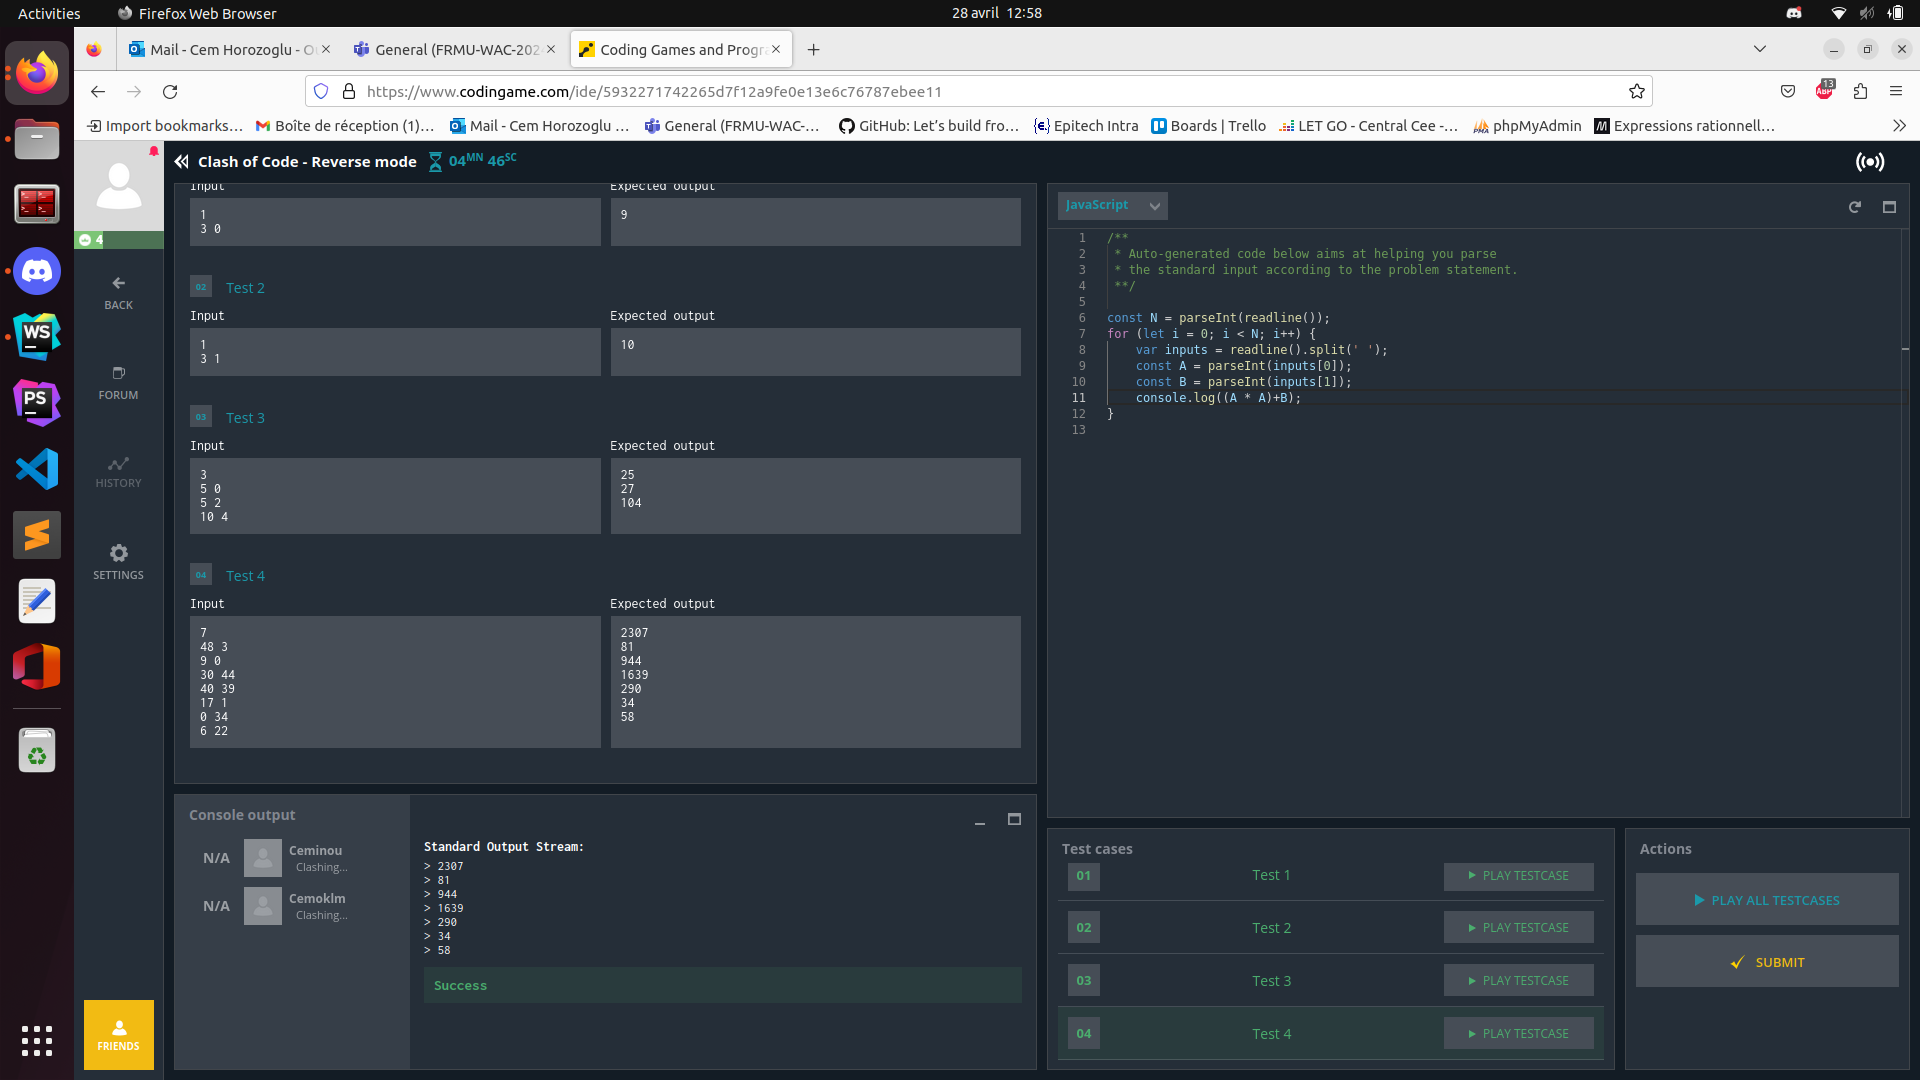 Activities
Firefox Web Browser
28 avril 12:58
Mail - Cem Horozoglu - O
General (FRMU-WAC-202
Coding Games and Progr
https://www.codingame.com/ide/5932271742265d7f12a9fe0e13e6c76787ebee11
13
ABP
Import bookmarks...
Boîte de réception (1)...
Mail - Cem Horozoglu ...
General (FRMU-WAC-...
GitHub: Let's build fro...
Epitech Intra
Boards | Trello
LET GO - Central Cee -...
phpMyAdmin
Expressions rationnell...
Clash of Code - Reverse mode
04MN 46SC
4
BACK
FORUM
HISTORY
SETTINGS
FRIENDS
WS
PS
Input
Expected output
1
3 0
9
02
Test 2
Input
Expected output
1
3 1
10
03
Test 3
Input
Expected output
3
5 0
5 2
10 4
25
27
104
04
Test 4
Input
Expected output
7
48 3
9 0
30 44
40 39
17 1
0 34
6 22
2307
81
944
1639
290
34
58
Console output
N/A
Ceminou
Clashing...
N/A
Cemoklm
Clashing...
Standard Output Stream:
> 2307
> 81
> 944
> 1639
> 290
> 34
> 58
Success
JavaScript
1 /**
2 * Auto-generated code below aims at helping you parse
3 * the standard input according to the problem statement.
4 **/
5
6 const N = parseInt(readline());
7 for (let i = 0; i < N; i++) {
8 var inputs = readline().split(' ');
9 const A = parseInt(inputs[0]);
10 const B = parseInt(inputs[1]);
11 console.log((A * A)+B);
12 }
13
Test cases
01
Test 1
PLAY TESTCASE
02
Test 2
PLAY TESTCASE
03
Test 3
PLAY TESTCASE
04
Test 4
PLAY TESTCASE
Actions
PLAY ALL TESTCASES
SUBMIT